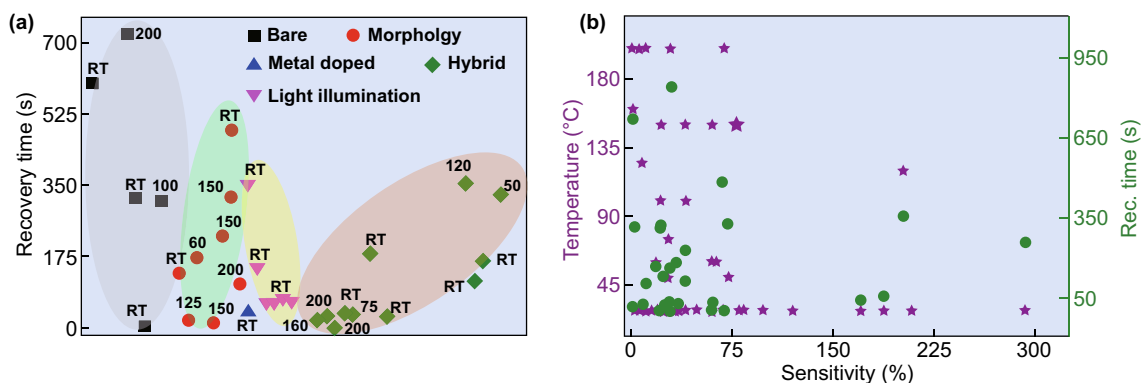 (a)
Recovery time (s)
700
525
350
175
0
Bare
Morpholgy
Metal doped
Hybrid
Light illumination
200
RT
RT
100
RT
RT
150
150
60
RT
200
125
150
RT
RT
RT
RT
120
50
RT
RT
200
RT
75
RT
160
200
(b)
Temperature (°C)
180
135
90
45
Rec. time (s)
950
650
350
50
0
75
150
225
300
Sensitivity (%)